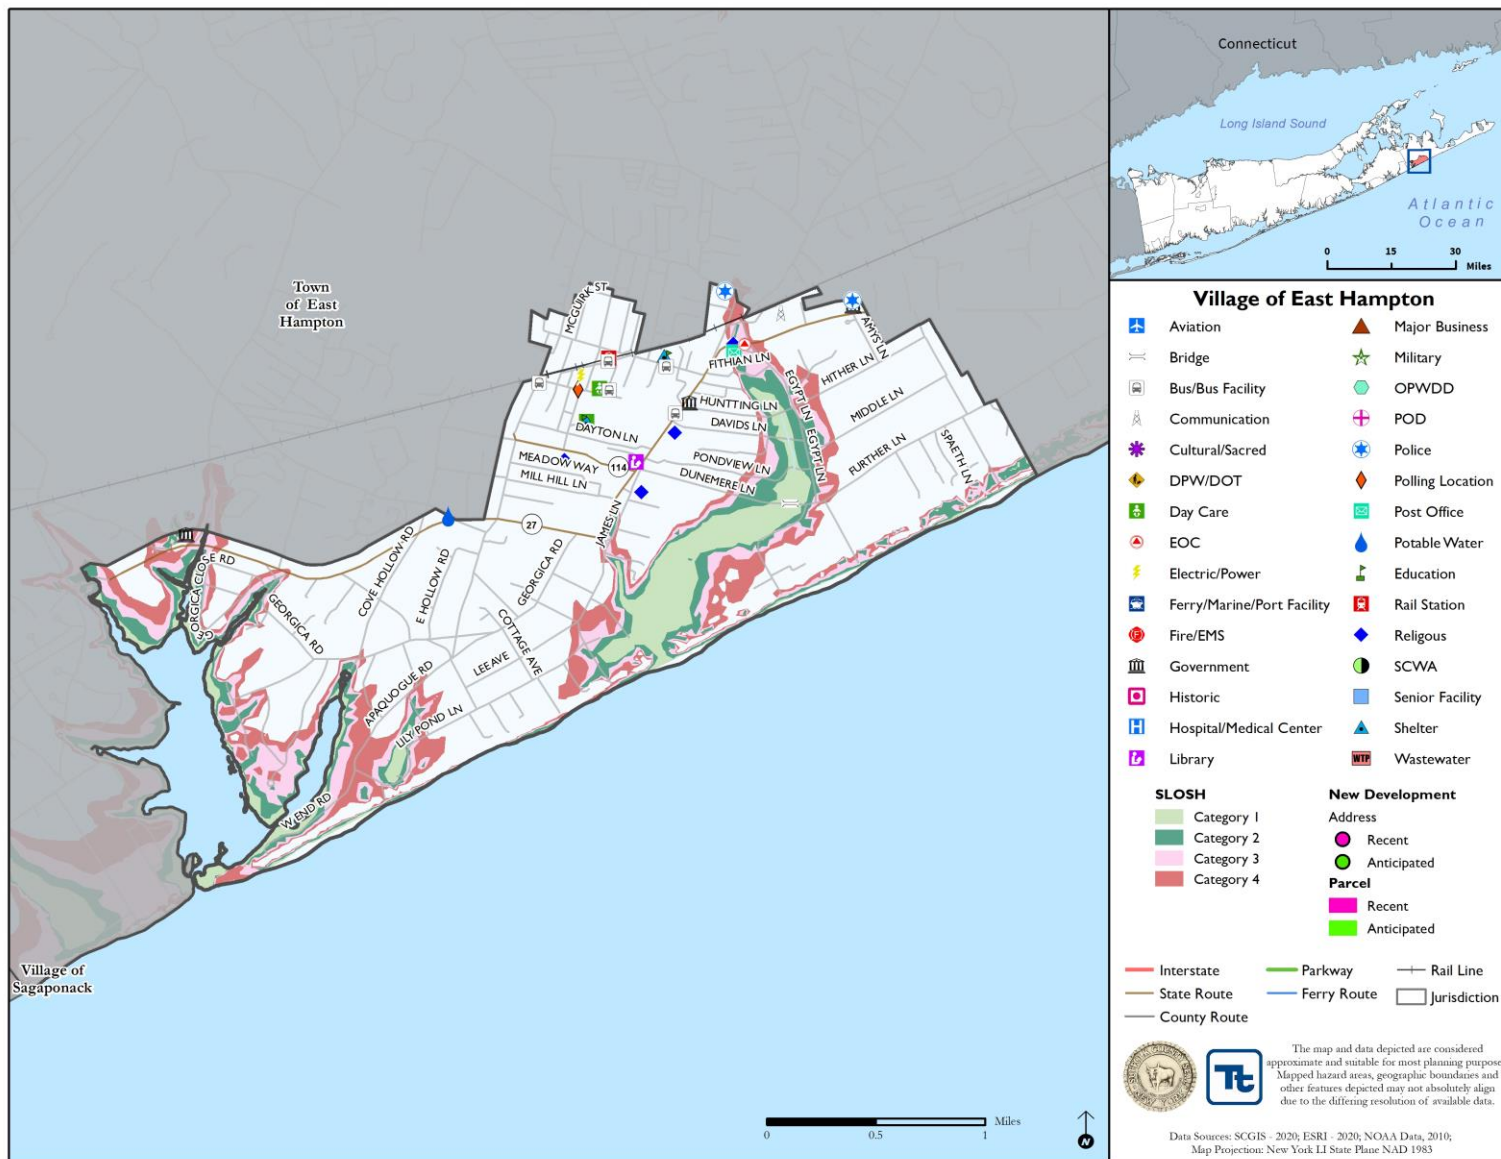 Town
of East
Hampton
Village of
Sagaponack
MCGUIRK ST
AMYS LN
FITHIAN LN
HITHER LN
EGYPT LN
EGYPT LN
HUNTTING LN
MIDDLE LN
DAVIDS LN
DAYTON LN
FURTHER LN
SPAETH LN
MEADOW WAY
114
PONDVIEW LN
MILL HILL LN
DUNEMERE LN
27
JAMES LN
CLOSE RD
ORGICA
GE
COVE HOLLOW RD
E HOLLOW RD
GEORGICA RD
GEORGICA RD
COTTAGE AVE
LEE AVE
APAQUOGUE RD
LILY POND LN
W END RD
0 0.5 1 Miles
N
Connecticut
Long Island Sound
Atlantic
Ocean
0 15 30
Miles
Village of East Hampton
Aviation
Bridge
Bus/Bus Facility
Communication
Cultural/Sacred
DPW/DOT
Day Care
EOC
Electric/Power
Ferry/Marine/Port Facility
Fire/EMS
Government
Historic
Hospital/Medical Center
Library
Major Business
Military
OPWDD
POD
Police
Polling Location
Post Office
Potable Water
Education
Rail Station
Religous
SCWA
Senior Facility
Shelter
WTP Wastewater
SLOSH
Category 1
Category 2
Category 3
Category 4
New Development
Address
Recent
Anticipated
Parcel
Recent
Anticipated
Interstate
State Route
County Route
Parkway
Ferry Route
Rail Line
Jurisdiction
Tt
The map and data depicted are considered
approximate and suitable for most planning purpose
Mapped hazard areas, geographic boundaries and
other features depicted may not absolutely align
due to the differing resolution of available data.
Data Sources: SCGIS - 2020; ESRI - 2020; NOAA Data, 2010;
Map Projection: New York LI State Plane NAD 1983